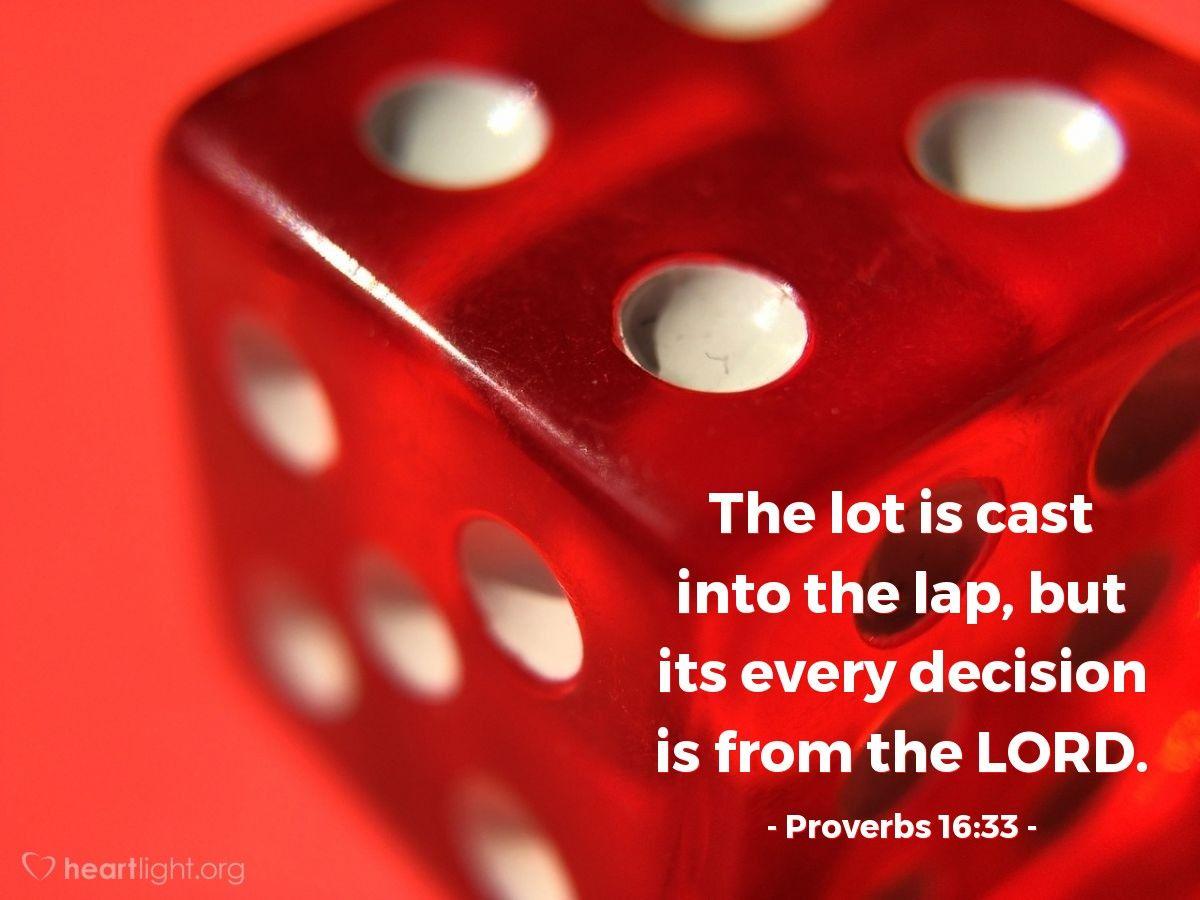 The lot is cast
into the lap, but
its every decision
is from the LORD.
- Proverbs 16:33 -
heartlight.org